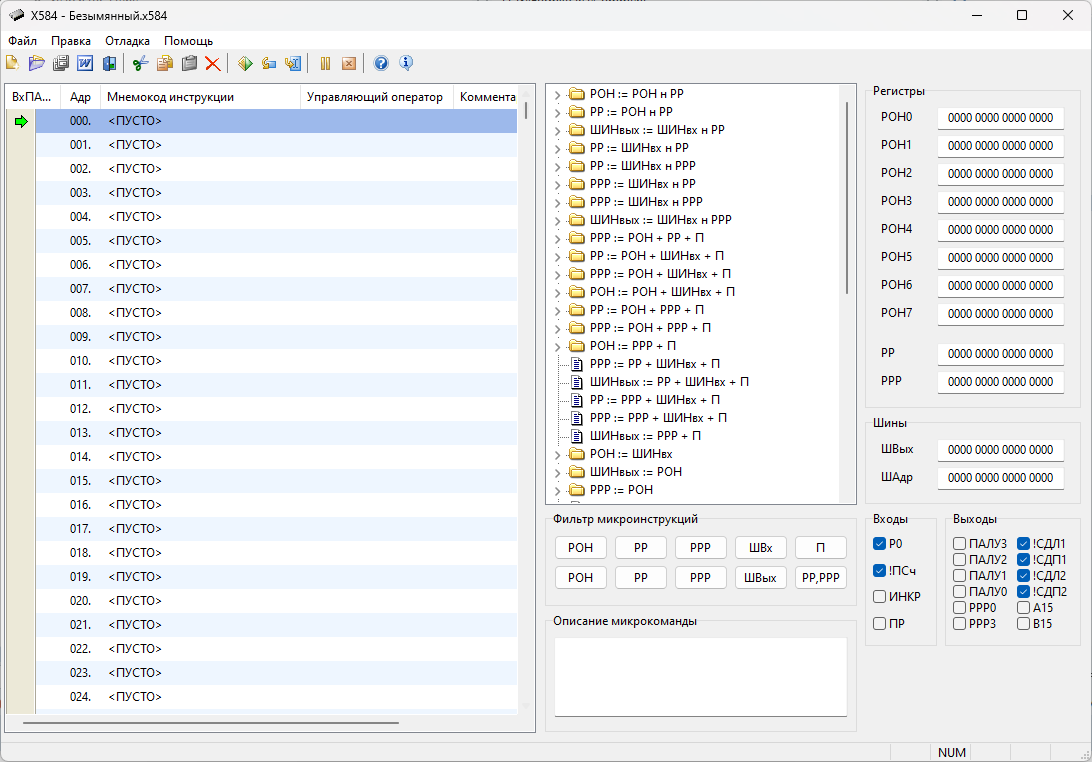 X584 - Безымянный.x584
Файл Правка Отладка Помощь
ВхПА... Адр Мнемокод инструкции Управляющий оператор Коммента
000. <ПУСТО>
001. <ПУСТО>
002. <ПУСТО>
003. <ПУСТО>
004. <ПУСТО>
005. <ПУСТО>
006. <ПУСТО>
007. <ПУСТО>
008. <ПУСТО>
009. <ПУСТО>
010. <ПУСТО>
011. <ПУСТО>
012. <ПУСТО>
013. <ПУСТО>
014. <ПУСТО>
015. <ПУСТО>
016. <ПУСТО>
017. <ПУСТО>
018. <ПУСТО>
019. <ПУСТО>
020. <ПУСТО>
021. <ПУСТО>
022. <ПУСТО>
023. <ПУСТО>
024. <ПУСТО>
РОН := РОН н РР
РР := РОН н РР
ШИНвых := ШИНвх н РР
РР := ШИНвх н РР
РР := ШИНвх н РРР
РРР := ШИНвх н РР
РРР := ШИНвх н РРР
ШИНвых := ШИНвх н РРР
РРР := РОН + РР + П
РР := РОН + ШИНвх + П
РРР := РОН + ШИНвх + П
РОН := РОН + ШИНвх + П
РР := РОН + РРР + П
РРР := РОН + РРР + П
РОН := РРР + П
РРР := РР + ШИНвх + П
ШИНвых := РР + ШИНвх + П
РР := РРР + ШИНвх + П
РРР := РРР + ШИНвх + П
ШИНвых := РРР + П
РОН := ШИНвх
ШИНвых := РОН
РРР := РОН
Фильтр микроинструкций
РОН РР РРР ШВх П
РОН РР РРР ШВых РР,РРР
Описание микрокоманды
Регистры
РОН0 0000 0000 0000 0000
РОН1 0000 0000 0000 0000
РОН2 0000 0000 0000 0000
РОН3 0000 0000 0000 0000
РОН4 0000 0000 0000 0000
РОН5 0000 0000 0000 0000
РОН6 0000 0000 0000 0000
РОН7 0000 0000 0000 0000
РР 0000 0000 0000 0000
РРР 0000 0000 0000 0000
Шины
ШВых 0000 0000 0000 0000
ШАдр 0000 0000 0000 0000
Входы
Р0
!ПСч
ИНКР
ПР
Выходы
ПАЛУ3 !СДЛ1
ПАЛУ2 !СДП1
ПАЛУ1 !СДЛ2
ПАЛУ0 !СДП2
РРР0 А15
РРР3 В15
NUM